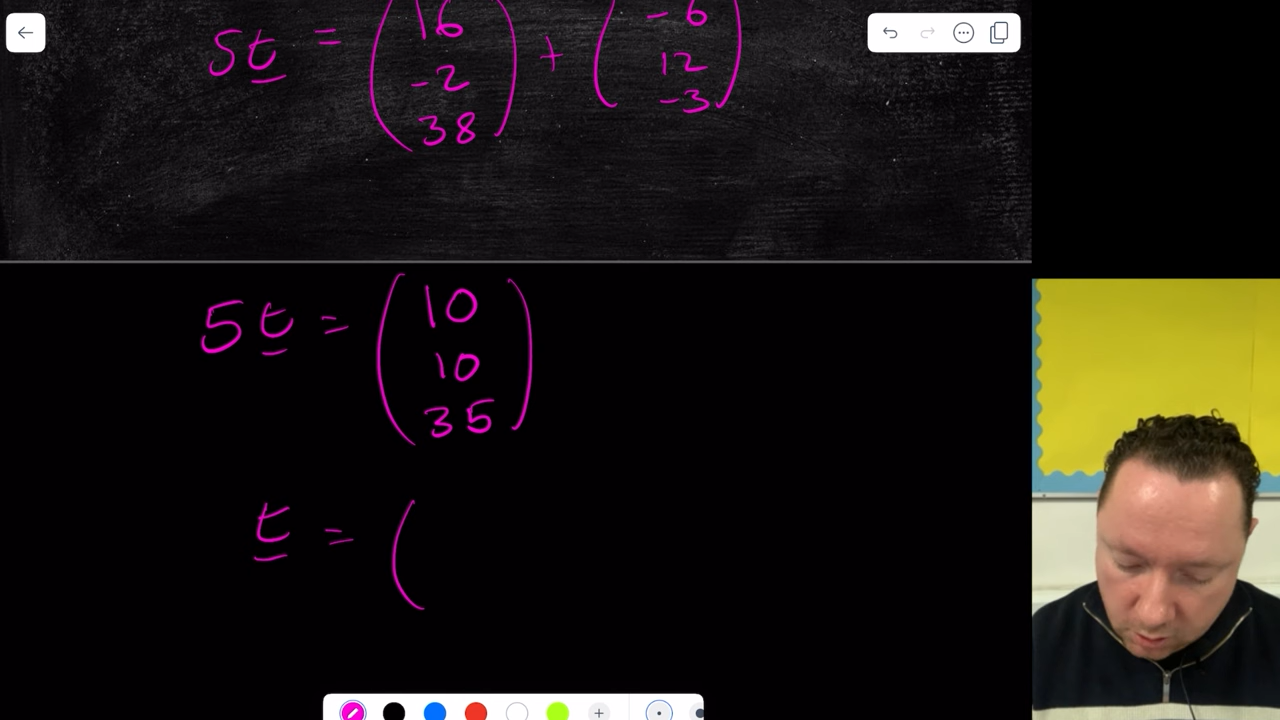 5t = (16 -2 38) + (-6 12 -3)
5t = (10 10 35)
t = (